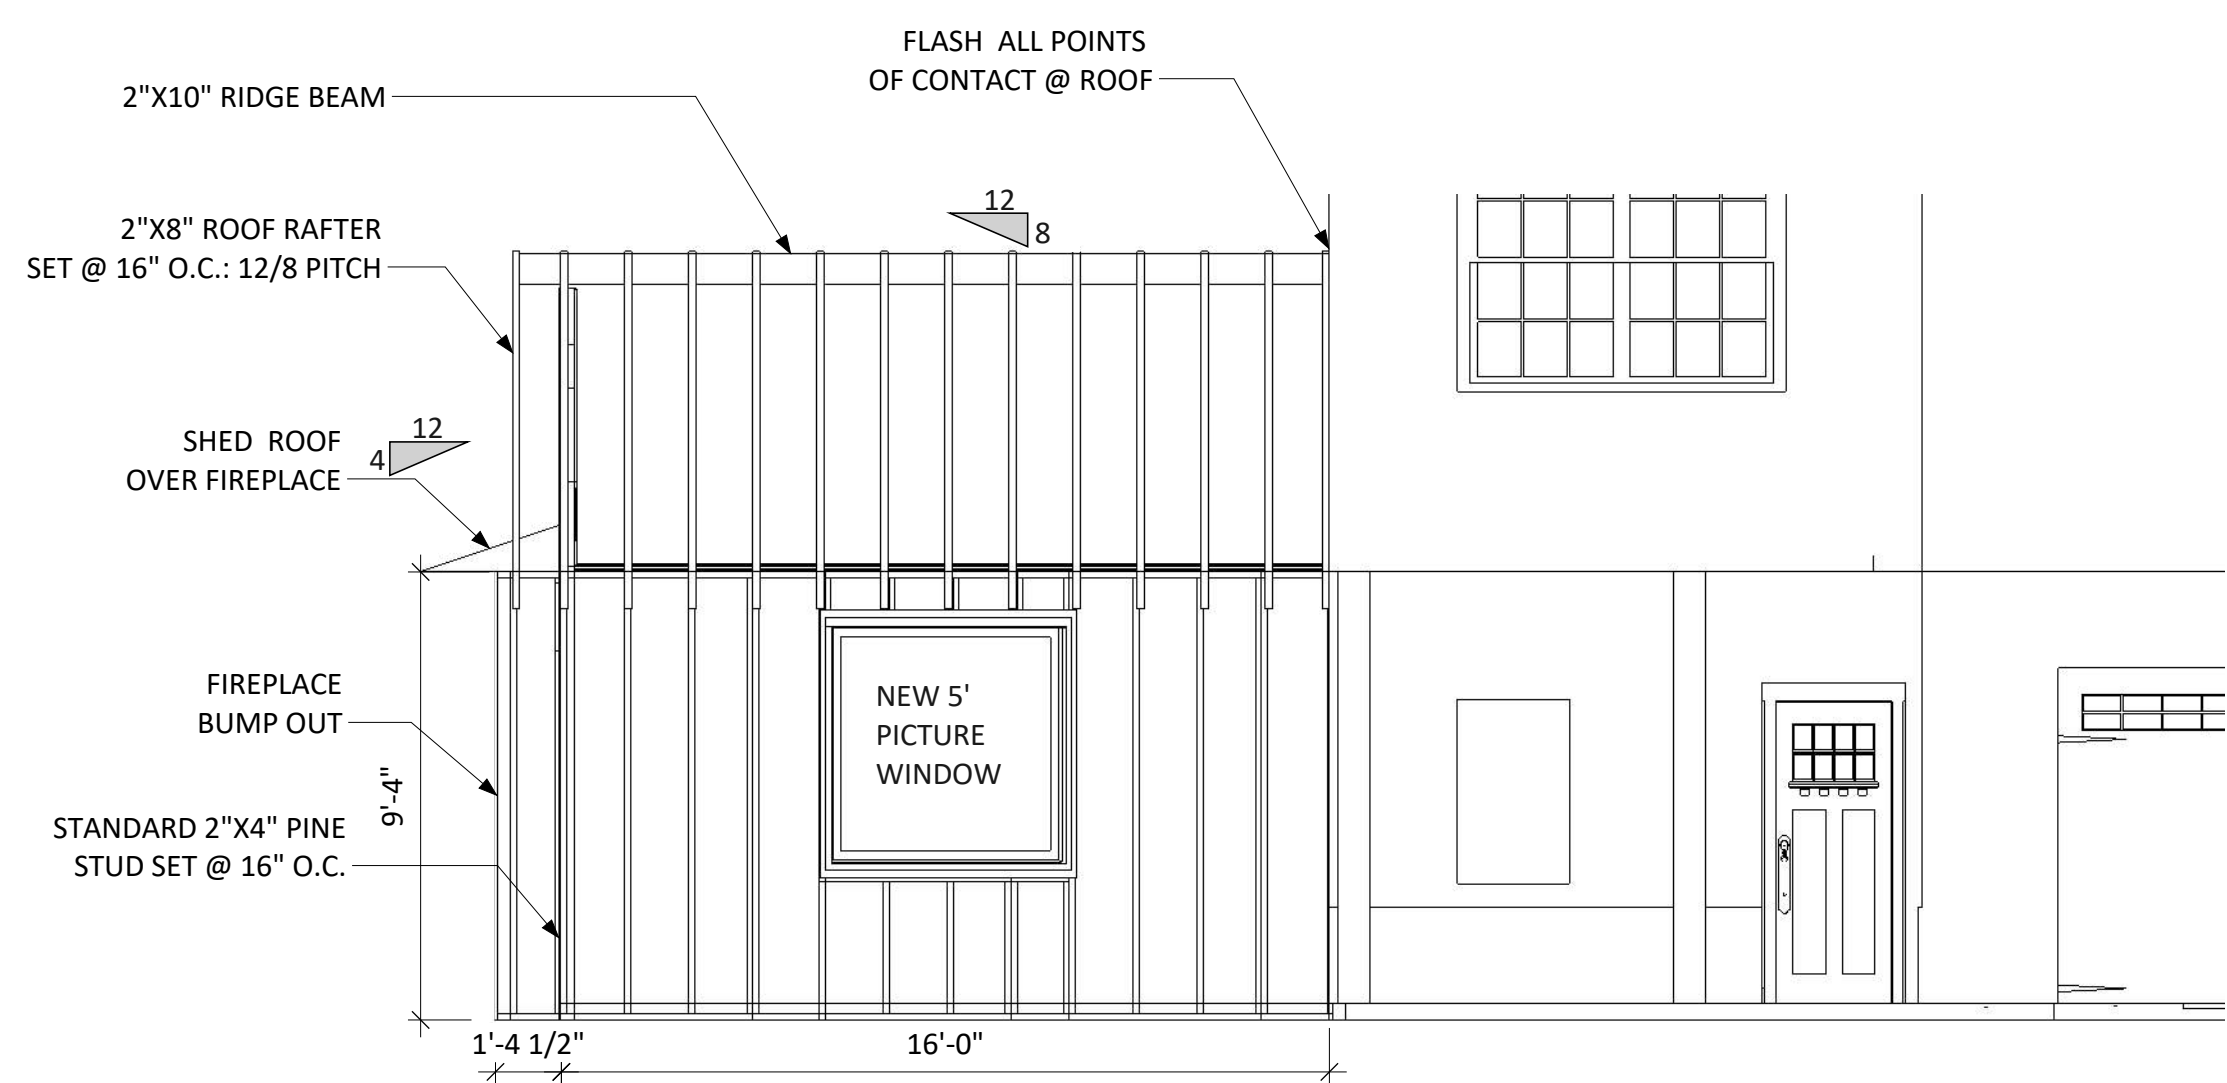 FLASH ALL POINTS
OF CONTACT @ ROOF
2"X10" RIDGE BEAM
12
8
2"X8" ROOF RAFTER
SET @ 16" O.C.: 12/8 PITCH
12
4
SHED ROOF
OVER FIREPLACE
FIREPLACE
BUMP OUT
NEW 5'
PICTURE
WINDOW
9'-4"
STANDARD 2"X4" PINE
STUD SET @ 16" O.C.
1'-4 1/2"
16'-0"